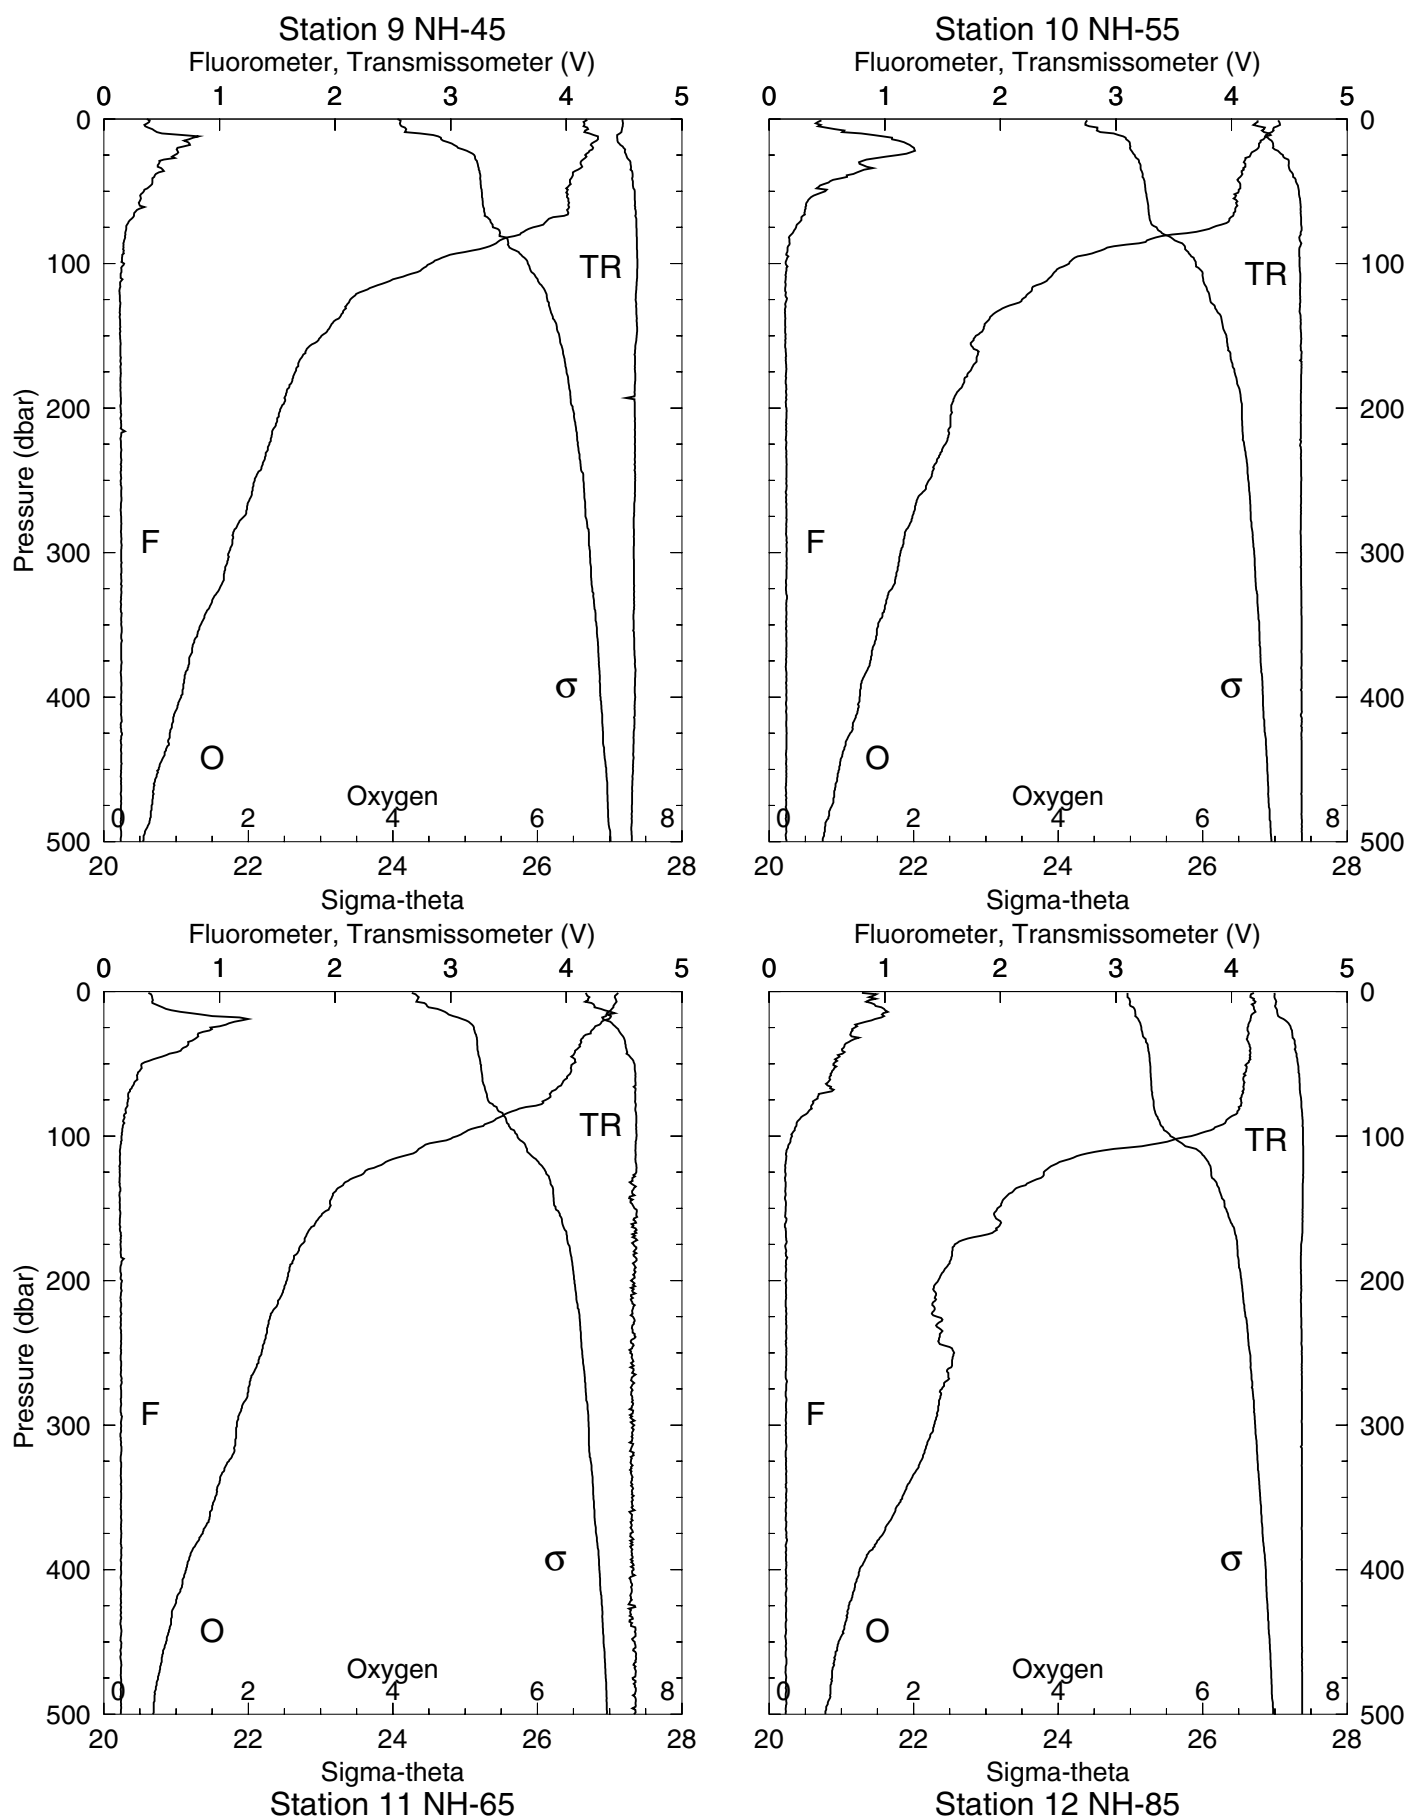 Station 9 NH-45
Fluorometer, Transmissometer (V)
0 1 2 3 4 5
0
100
200
300
400
500
Pressure (dbar)
TR
F
σ
O
Oxygen
0 2 4 6 8
20 22 24 26 28
Sigma-theta
Station 10 NH-55
Fluorometer, Transmissometer (V)
0 1 2 3 4 5
0
100
200
300
400
500
TR
F
σ
O
Oxygen
0 2 4 6 8
20 22 24 26 28
Sigma-theta
Fluorometer, Transmissometer (V)
0 1 2 3 4 5
0
100
200
300
400
500
Pressure (dbar)
TR
F
σ
O
Oxygen
0 2 4 6 8
20 22 24 26 28
Sigma-theta
Station 11 NH-65
Fluorometer, Transmissometer (V)
0 1 2 3 4 5
0
100
200
300
400
500
TR
F
σ
O
Oxygen
0 2 4 6 8
20 22 24 26 28
Sigma-theta
Station 12 NH-85